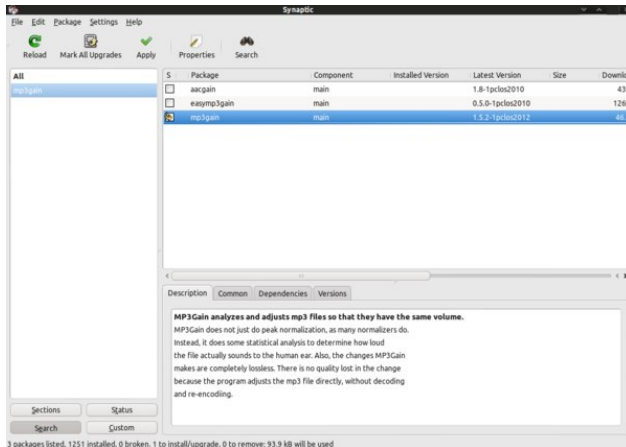 Synaptic
File Edit Package Settings Help
Reload Mark All Upgrades Apply Properties Search
All
mp3gain
S Package Component Installed Version Latest Version Size Downlo
aacgain main 1.8-1pclos2010 43
easymp3gain main 0.5.0-1pclos2010 126
mp3gain main 1.5.2-1pclos2012 46.
Description Common Dependencies Versions
MP3Gain analyzes and adjusts mp3 files so that they have the same volume.
MP3Gain does not just do peak normalization, as many normalizers do.
Instead, it does some statistical analysis to determine how loud
the file actually sounds to the human ear. Also, the changes MP3Gain
makes are completely lossless. There is no quality lost in the change
because the program adjusts the mp3 file directly, without decoding
and re-encodiing.
Sections Status
Search Custom
3 packages listed, 1251 installed, 0 broken. 1 to install/upgrade, 0 to remove; 93.9 kB will be used